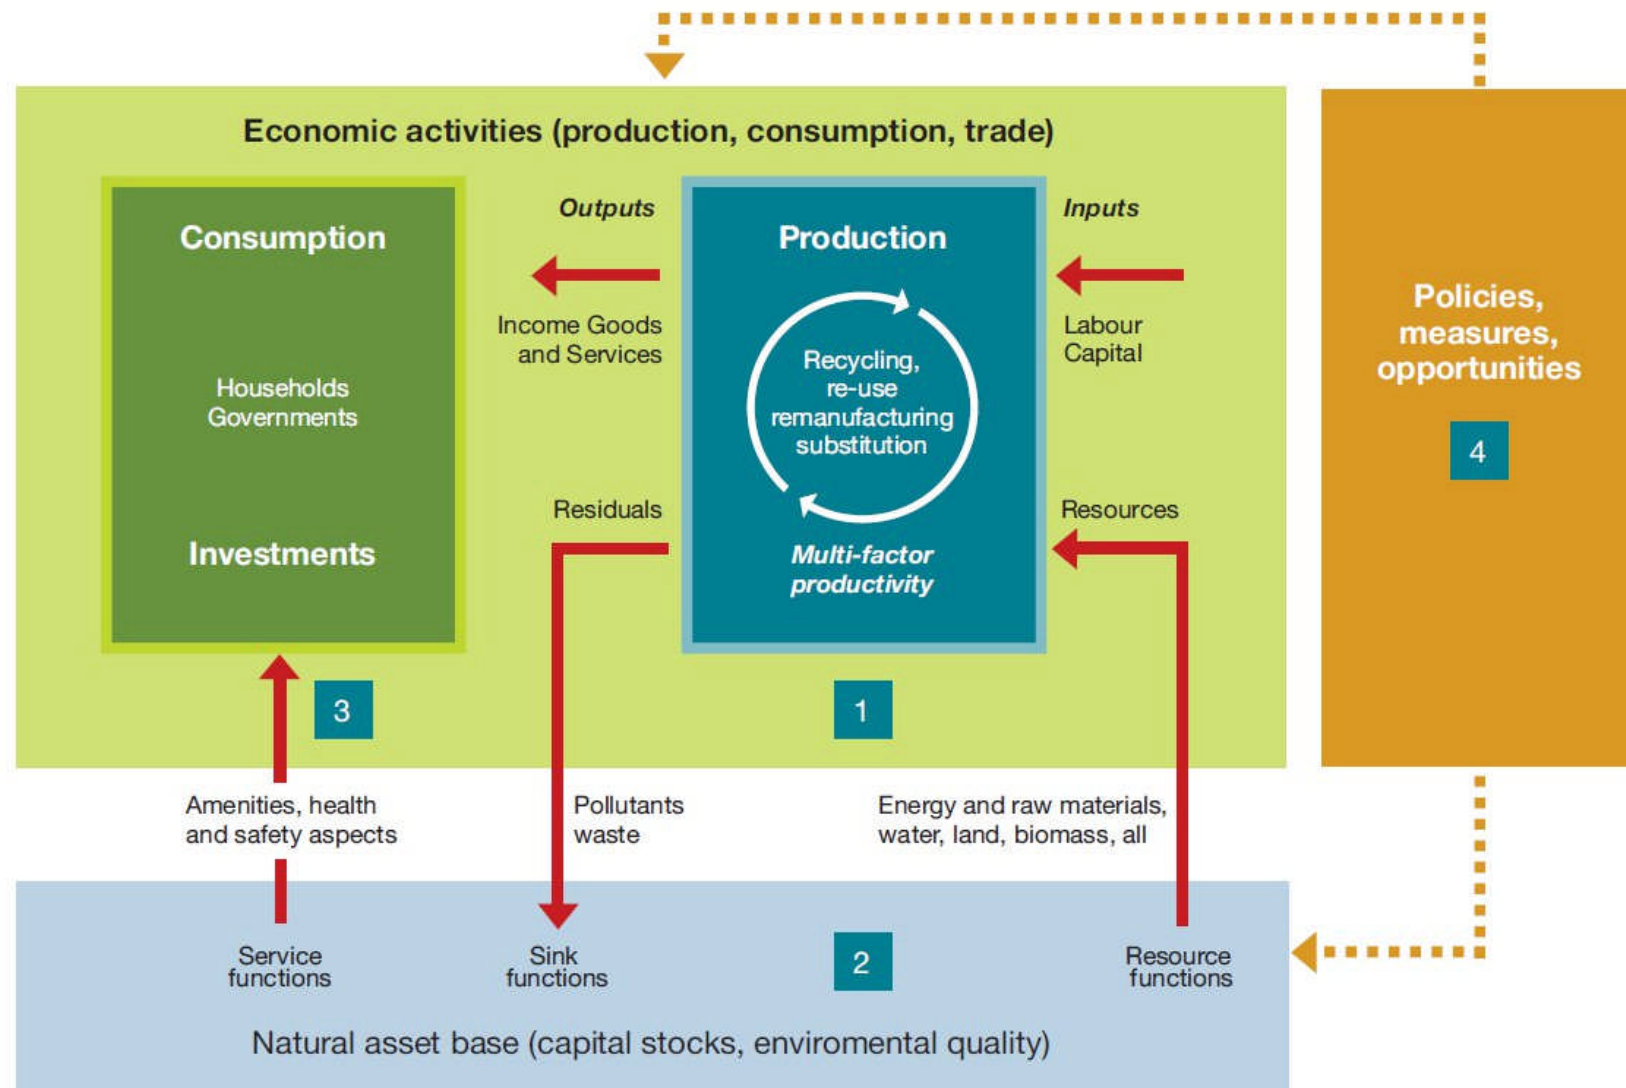 Economic activities (production, consumption, trade)
Consumption
Households
Governments
Investments
3
Outputs
Income Goods
and Services
Residuals
Production
Recycling,
re-use
remanufacturing
substitution
Multi-factor
productivity
1
Inputs
Labour
Capital
Resources
Policies,
measures,
opportunities
4
Amenities, health
and safety aspects
Pollutants
waste
Energy and raw materials,
water, land, biomass, all
Service
functions
Sink
functions
2
Resource
functions
Natural asset base (capital stocks, enviromental quality)